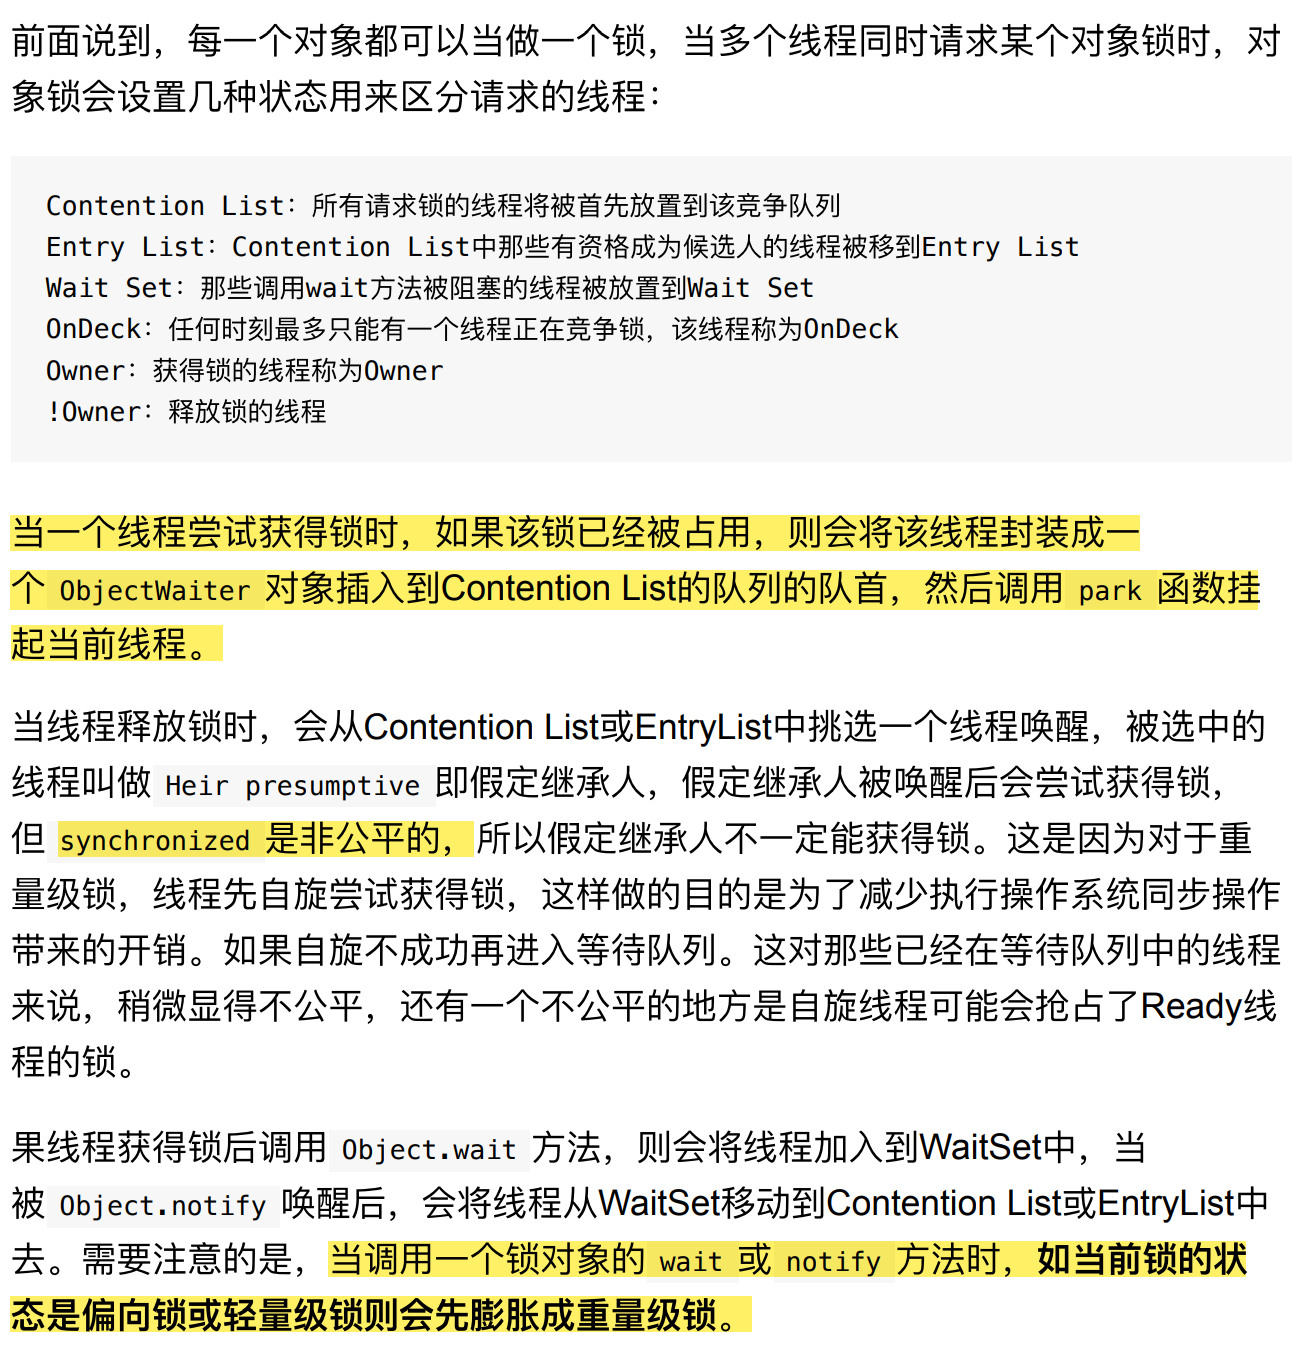 前面说到，每一个对象都可以当做一个锁，当多个线程同时请求某个对象锁时，对
象锁会设置几种状态用来区分请求的线程：
Contention List：所有请求锁的线程将被首先放置到该竞争队列
Entry List：Contention List中那些有资格成为候选人的线程被移到Entry List
Wait Set：那些调用wait方法被阻塞的线程被放置到Wait Set
OnDeck：任何时刻最多只能有一个线程正在竞争锁，该线程称为OnDeck
Owner：获得锁的线程称为Owner
!Owner：释放锁的线程
当一个线程尝试获得锁时，如果该锁已经被占用，则会将该线程封装成一
个 ObjectWaiter 对象插入到Contention List的队列的队首，然后调用 park 函数挂
起当前线程。
当线程释放锁时，会从Contention List或EntryList中挑选一个线程唤醒，被选中的
线程叫做 Heir presumptive 即假定继承人，假定继承人被唤醒后会尝试获得锁，
但 synchronized 是非公平的，所以假定继承人不一定能获得锁。这是因为对于重
量级锁，线程先自旋尝试获得锁，这样做的目的是为了减少执行操作系统同步操作
带来的开销。如果自旋不成功再进入等待队列。这对那些已经在等待队列中的线程
来说，稍微显得不公平，还有一个不公平的地方是自旋线程可能会抢占了Ready线
程的锁。
果线程获得锁后调用 Object.wait 方法，则会将线程加入到WaitSet中，当
被 Object.notify 唤醒后，会将线程从WaitSet移动到Contention List或EntryList中
去。需要注意的是，当调用一个锁对象的 wait 或 notify 方法时，如当前锁的状
态是偏向锁或轻量级锁则会先膨胀成重量级锁。